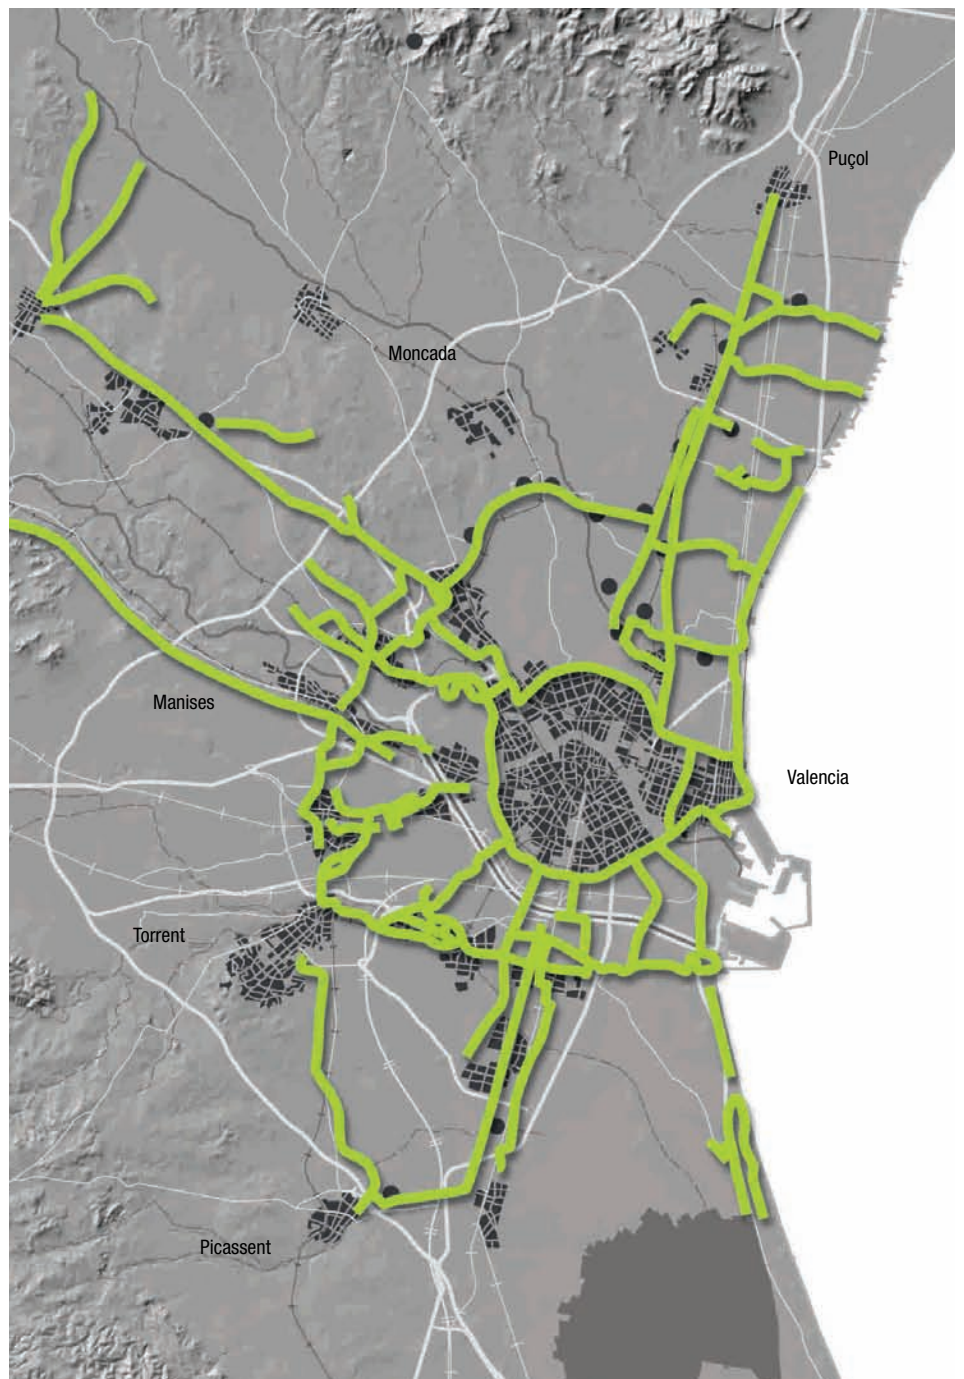 Puçol
Moncada
Manises
Valencia
Torrent
Picassent